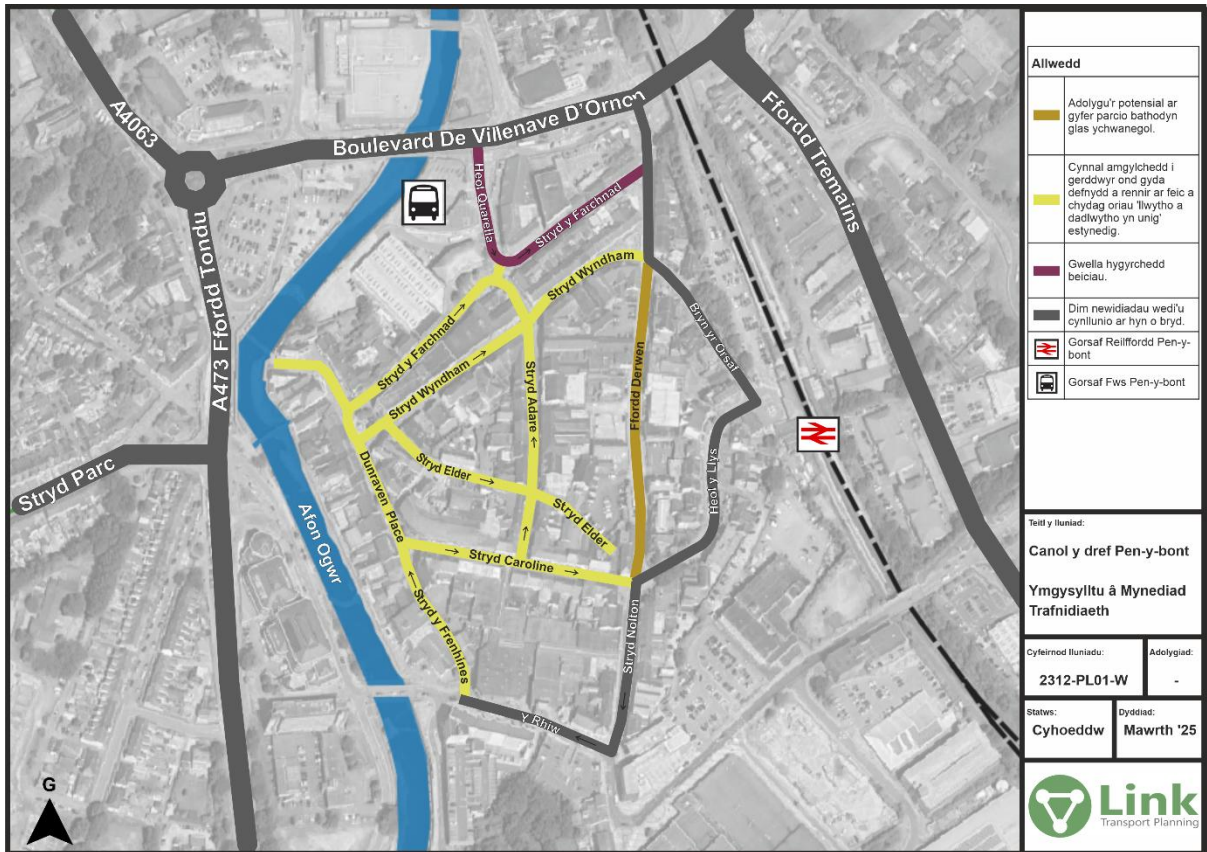 A4063
Boulevard De Villenave D'Ornon
Ffordd Tremains
A473 Ffordd Tondu
Heol Quarella
Stryd y Farchnad
Stryd Wyndham
Stryd y Farchnad
Stryd Wyndham
Stryd Adare
Ffordd Derwen
Bryn yr Orsaf
Heol y Llys
Stryd Parc
Afon Ogwr
Dunraven Place
Stryd Elder
Stryd Elder
Stryd Caroline
Stryd y Frenhines
Stryd Nolton
Y Rhiw
G
Allwedd
Adolygu'r potensial ar
gyfer parcio bathodyn
glas ychwanegol.
Cynnal amgylchedd i
gerddwyr ond gyda
defnydd a rennir ar feic a
chydag oriau 'llwytho a
dadlwytho yn unig'
estynedig.
Gwella hygyrchedd
beiciau.
Dim newidiadau wedi'u
cynllunio ar hyn o bryd.
Gorsaf Reilffordd Pen-y-
bont
Gorsaf Fws Pen-y-bont
Teitl y lluniad:
Canol y dref Pen-y-bont
Ymgysylltu â Mynediad
Trafnidiaeth
Cyfeirnod lluniadu:
2312-PL01-W
Adolygiad:
-
Statws:
Cyhoeddw
Dyddiad:
Mawrth '25
Link
Transport Planning